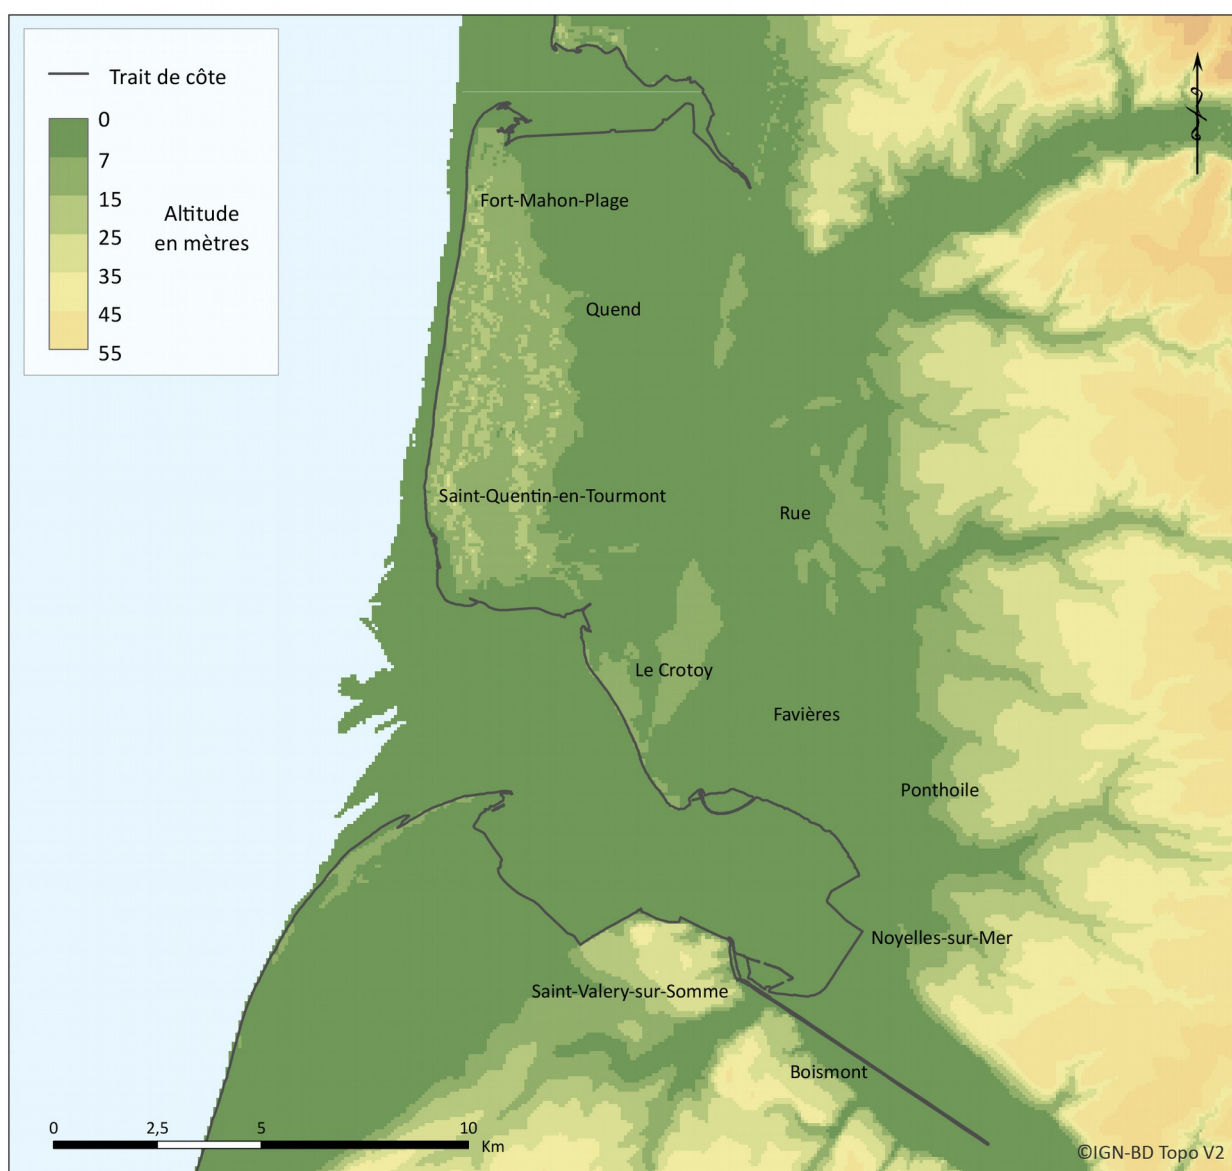 Trait de côte
0
7
15
25
35
45
55
Altitude
en mètres
Fort-Mahon-Plage
Quend
Saint-Quentin-en-Tourmont
Rue
Le Crotoy
Favières
Ponthoile
Noyelles-sur-Mer
Saint-Valery-sur-Somme
Boismont
0 2,5 5 10
Km
©IGN-BD Topo V2